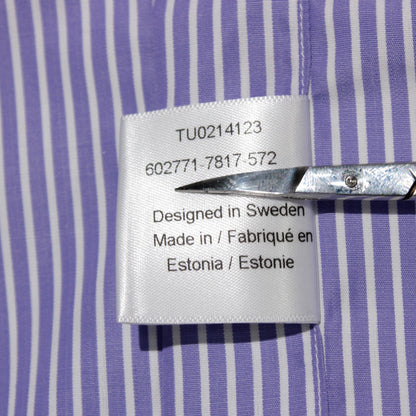 TU0214123
602771-7817-572
Designed in Sweden
Made in / Fabriqué en
Estonia / Estonie